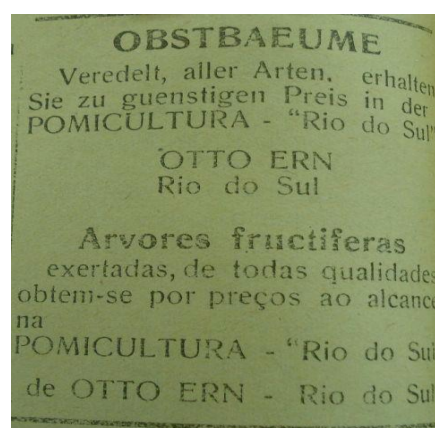 OBSTBAEUME
Veredelt, aller Arten. erhalten
Sie zu guenstigen Preis in der
POMICULTURA - "Rio do Sul"
OTTO ERN
Rio do Sul
Arvores fructiferas
exertadas, de todas qualidades
obtem-se por preços ao alcance
na
POMICULTURA - "Rio do Sul
de OTTO ERN - Rio do Sul